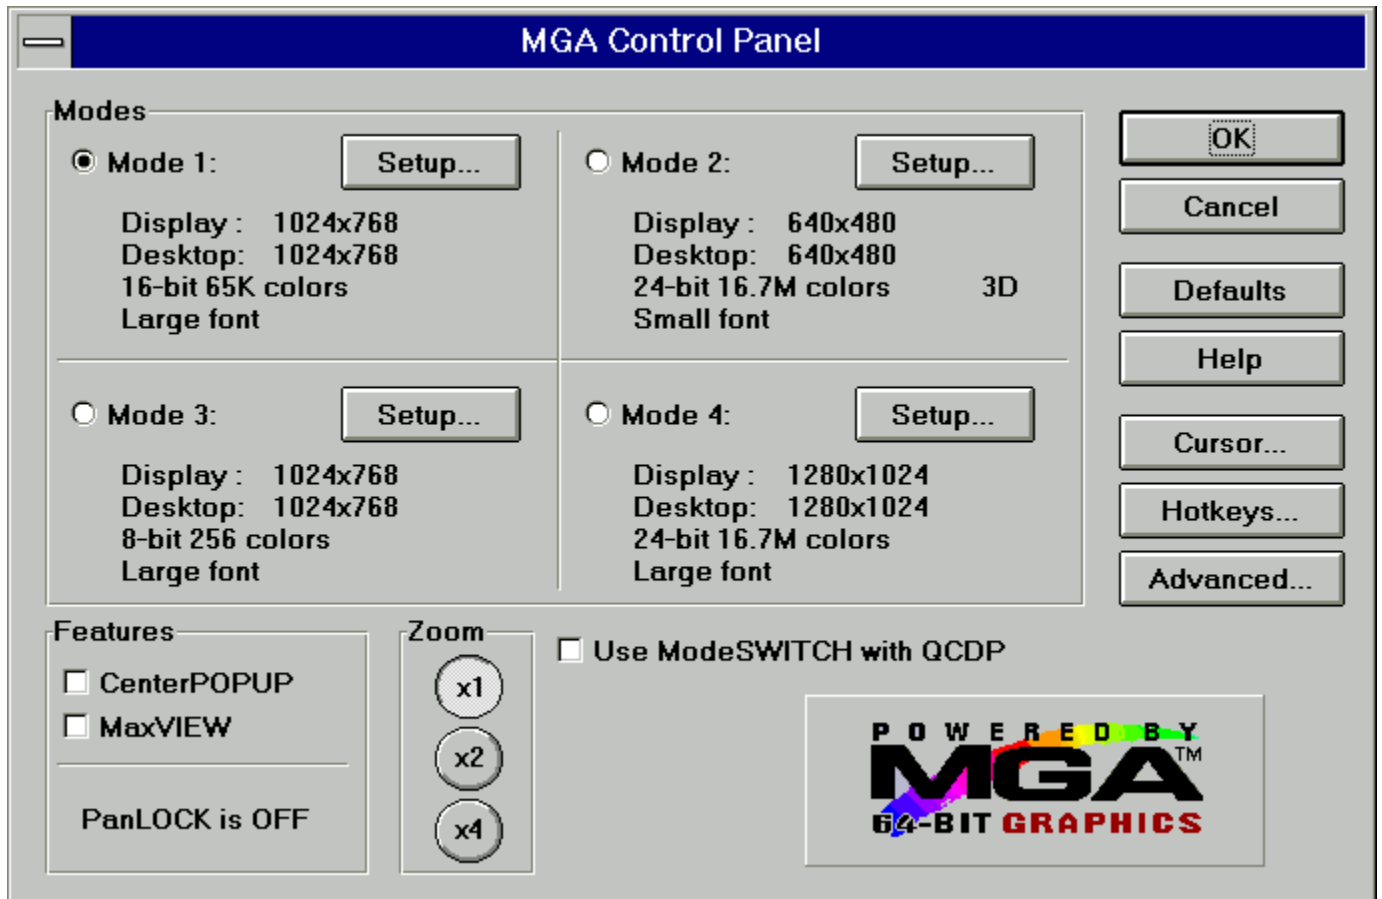 MGA Control Panel
Modes
Mode 1: Setup...
Display : 1024x768
Desktop: 1024x768
16-bit 65K colors
Large font
Mode 2: Setup...
Display : 640x480
Desktop: 640x480
24-bit 16.7M colors 3D
Small font
Mode 3: Setup...
Display : 1024x768
Desktop: 1024x768
8-bit 256 colors
Large font
Mode 4: Setup...
Display : 1280x1024
Desktop: 1280x1024
24-bit 16.7M colors
Large font
OK
Cancel
Defaults
Help
Cursor...
Hotkeys...
Advanced...
Features
CenterPOPUP
MaxVIEW
PanLOCK is OFF
Zoom
x1
x2
x4
Use ModeSWITCH with QCDP
POWERED BY
MGA™
64-BIT GRAPHICS